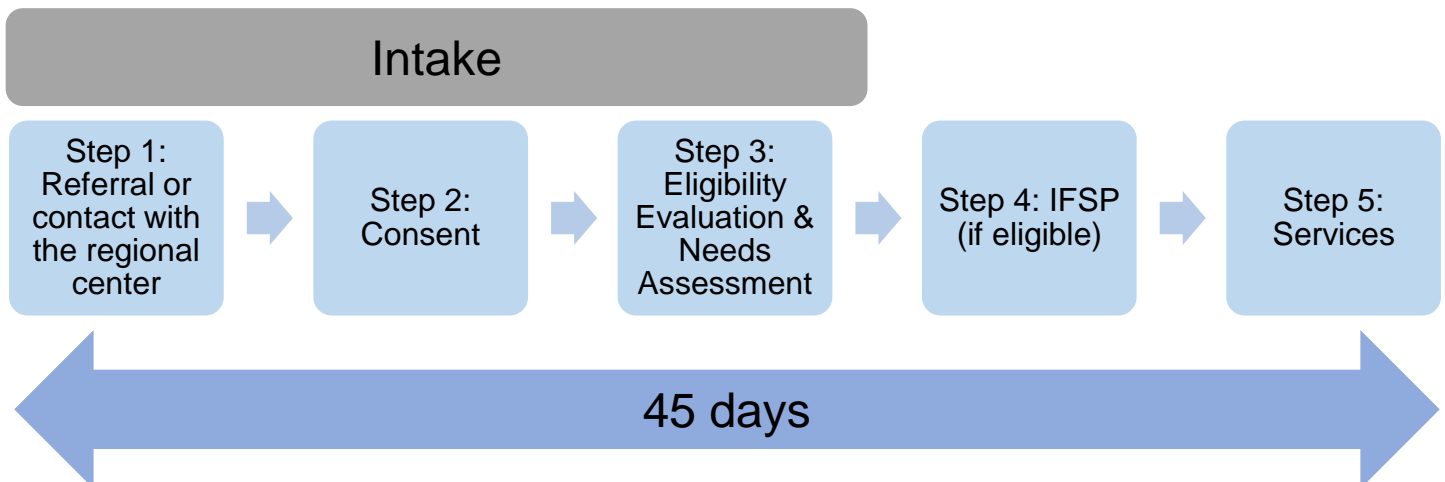 Intake
Step 1:
Referral or
contact with
the regional
center
Step 2:
Consent
Step 3:
Eligibility
Evaluation &
Needs
Assessment
Step 4: IFSP
(if eligible)
Step 5:
Services
45 days